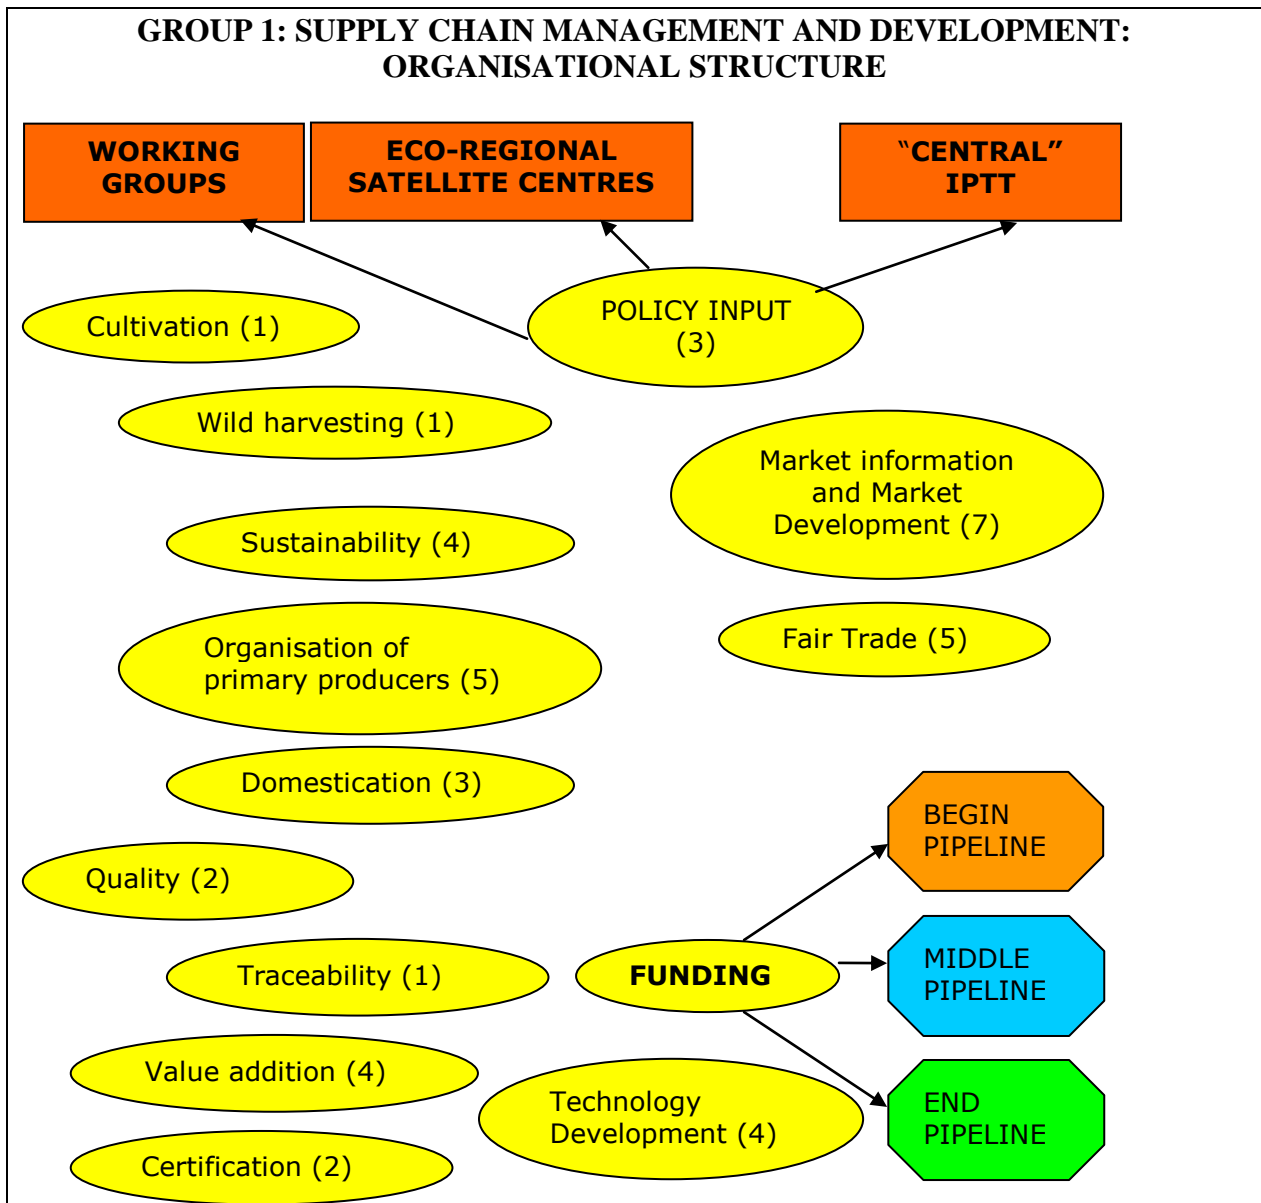 GROUP 1: SUPPLY CHAIN MANAGEMENT AND DEVELOPMENT:
ORGANISATIONAL STRUCTURE
WORKING
GROUPS
ECO-REGIONAL
SATELLITE CENTRES
“CENTRAL”
IPTT
Cultivation (1)
POLICY INPUT
(3)
Wild harvesting (1)
Market information
and Market
Development (7)
Sustainability (4)
Organisation of
primary producers (5)
Fair Trade (5)
Domestication (3)
BEGIN
PIPELINE
Quality (2)
Traceability (1)
FUNDING
MIDDLE
PIPELINE
Value addition (4)
Technology
Development (4)
END
PIPELINE
Certification (2)